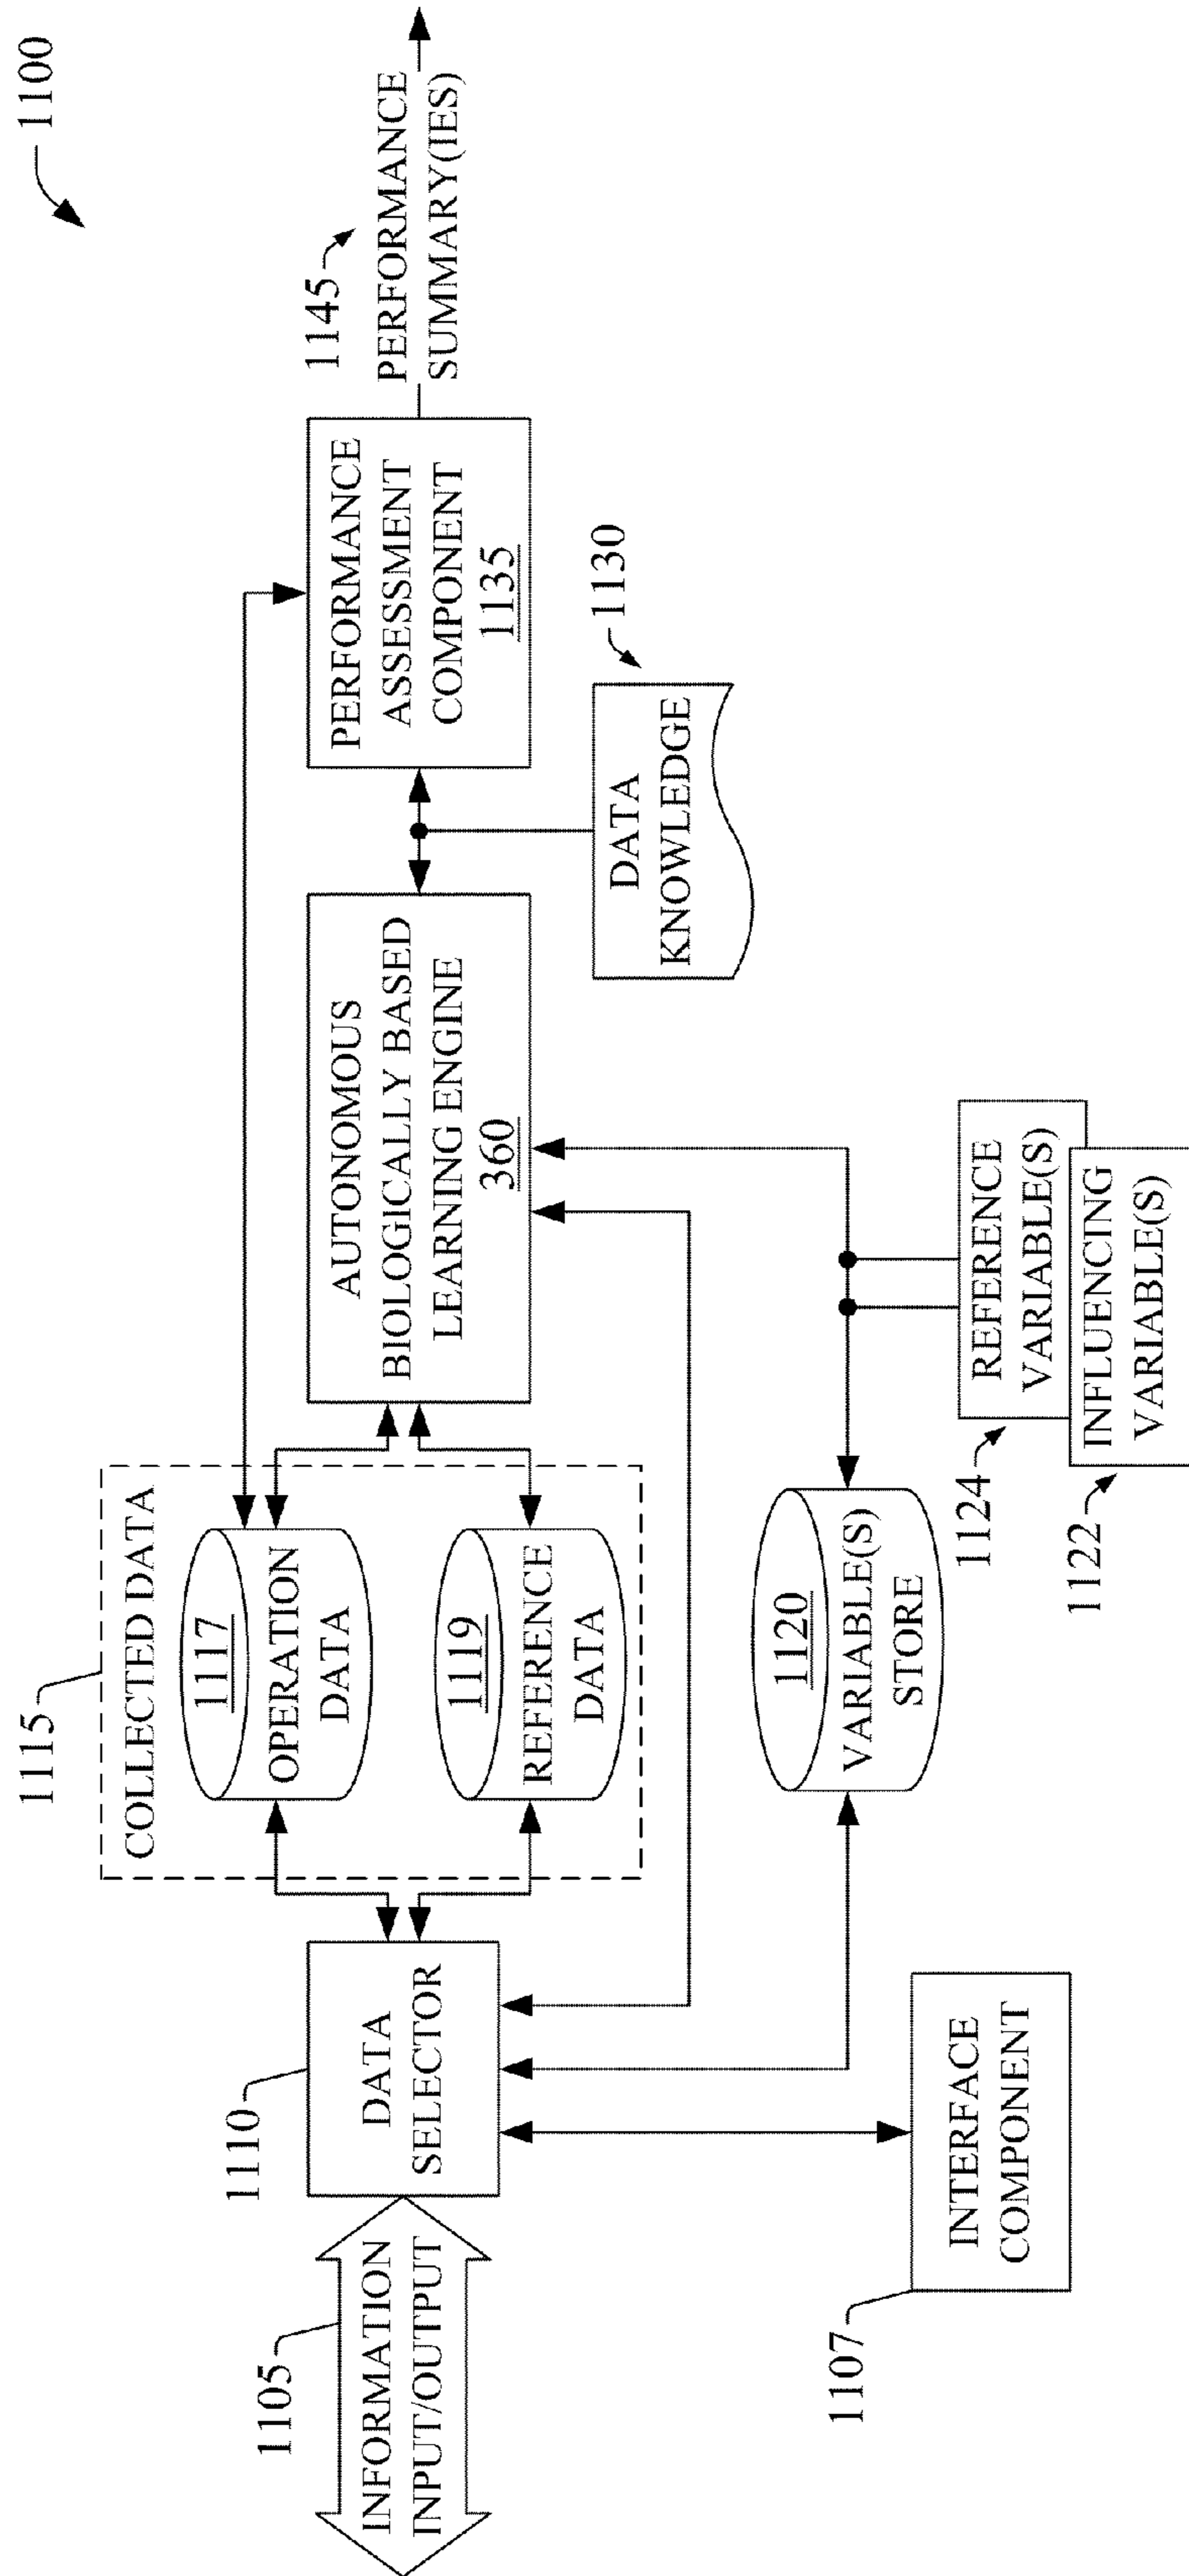 1100
1115
COLLECTED DATA
1117
OPERATION
DATA
1119
REFERENCE
DATA
1105
INFORMATION
INPUT/OUTPUT
1110
DATA
SELECTOR
AUTONOMOUS
BIOLOGICALLY BASED
LEARNING ENGINE
360
PERFORMANCE
ASSESSMENT
COMPONENT
1135
1145
PERFORMANCE
SUMMARY(IES)
1130
DATA
KNOWLEDGE
1120
VARIABLE(S)
STORE
1124
REFERENCE
VARIABLE(S)
1122
INFLUENCING
VARIABLE(S)
1107
INTERFACE
COMPONENT